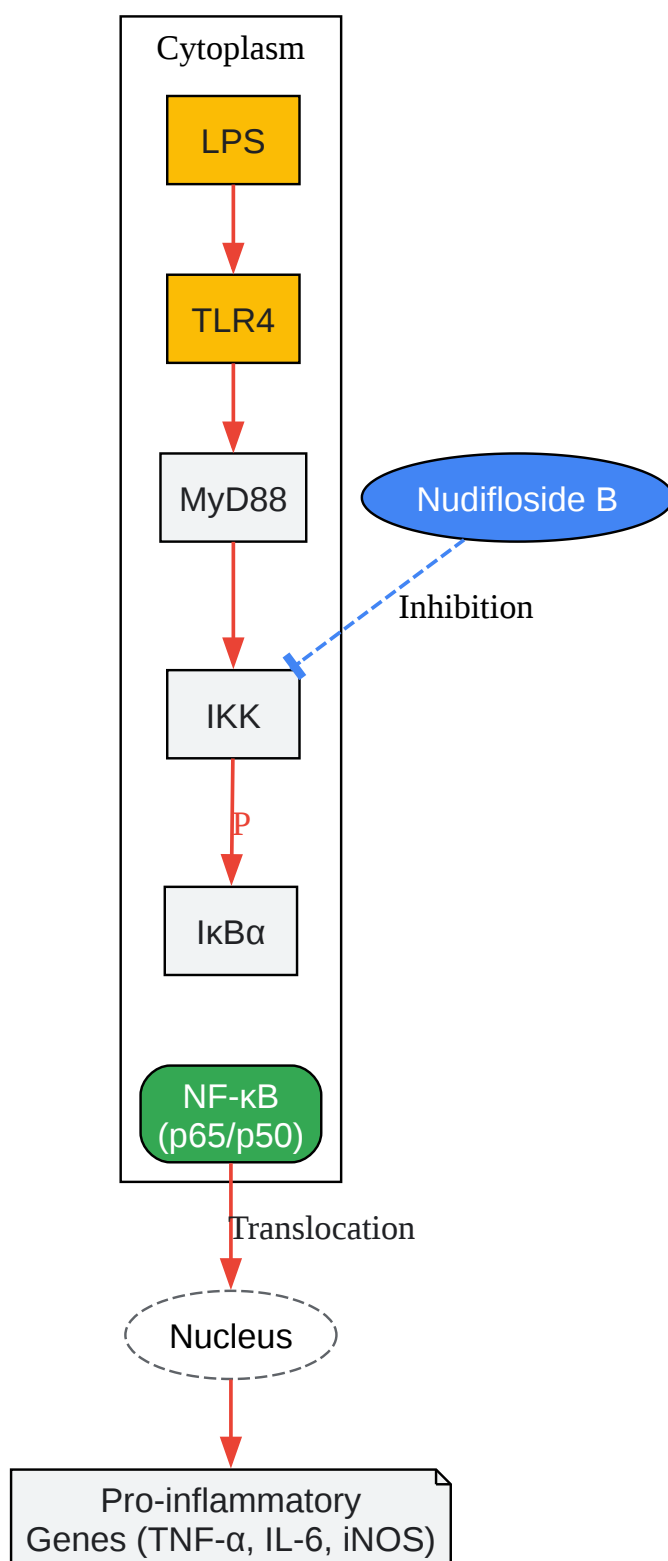 Cytoplasm
LPS
TLR4
MyD88
Nudifloside B
Inhibition
IKK
P
IκBα
NF-κB
(p65/p50)
Translocation
Nucleus
Pro-inflammatory
Genes (TNF-α, IL-6, iNOS)